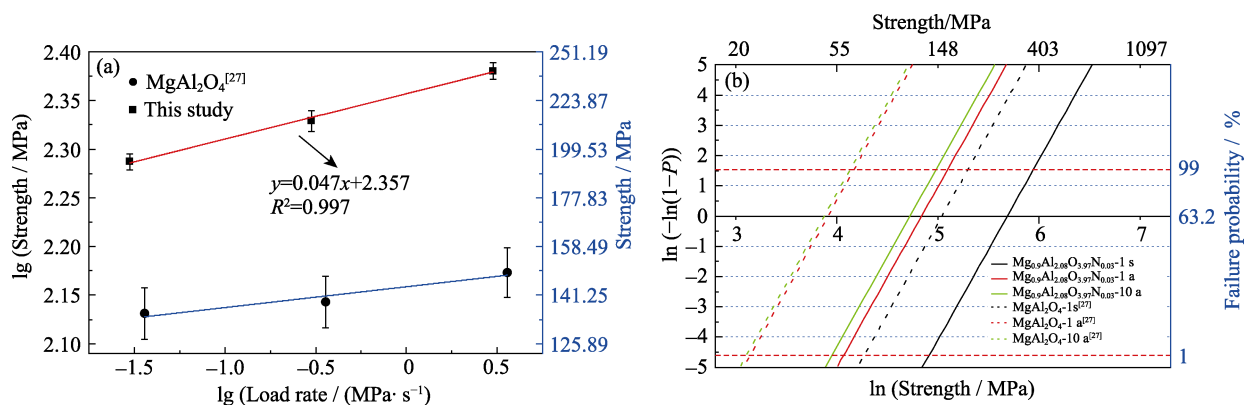 (a)
MgAl₂O₄[27]
This study
y=0.047x+2.357
R²=0.997
2.40
2.35
2.30
2.25
2.20
2.15
2.10
lg (Strength / MPa)
251.19
223.87
199.53
177.83
158.49
141.25
125.89
Strength / MPa
−1.5
−1.0
−0.5
0
0.5
lg (Load rate / (MPa· s⁻¹)
Strength/MPa
20
55
148
403
1097
(b)
5
4
3
2
1
0
-1
-2
-3
-4
-5
ln (−ln(1−P))
3
4
5
6
7
Mg₀.₉Al₂.₀₈O₃.₉₇N₀.₀₃-1 s
Mg₀.₉Al₂.₀₈O₃.₉₇N₀.₀₃-1 a
Mg₀.₉Al₂.₀₈O₃.₉₇N₀.₀₃-10 a
MgAl₂O₄-1s[27]
MgAl₂O₄-1 a[27]
MgAl₂O₄-10 a[27]
99
63.2
1
Failure probability / %
ln (Strength / MPa)